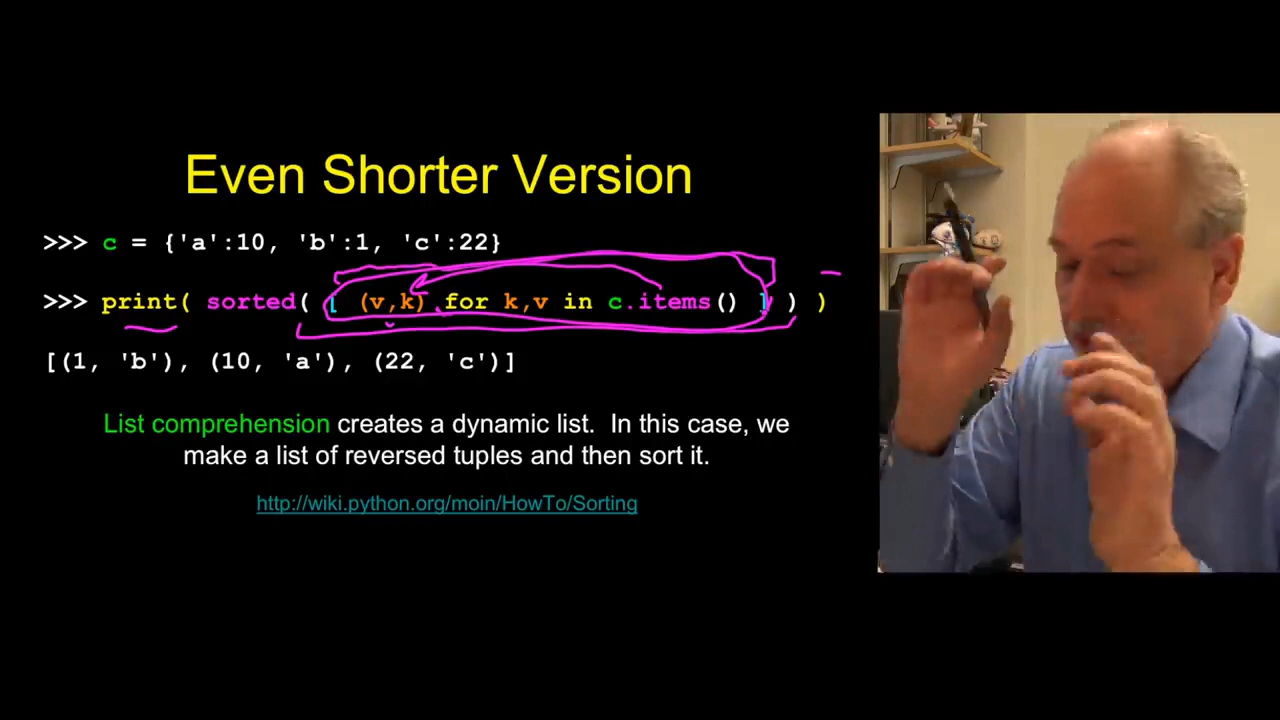 Even Shorter Version
>>> c = {'a':10, 'b':1, 'c':22}
>>> print( sorted( [ (v,k) for k,v in c.items() ] ) )
[(1, 'b'), (10, 'a'), (22, 'c')]
List comprehension creates a dynamic list. In this case, we
make a list of reversed tuples and then sort it.
http://wiki.python.org/moin/HowTo/Sorting